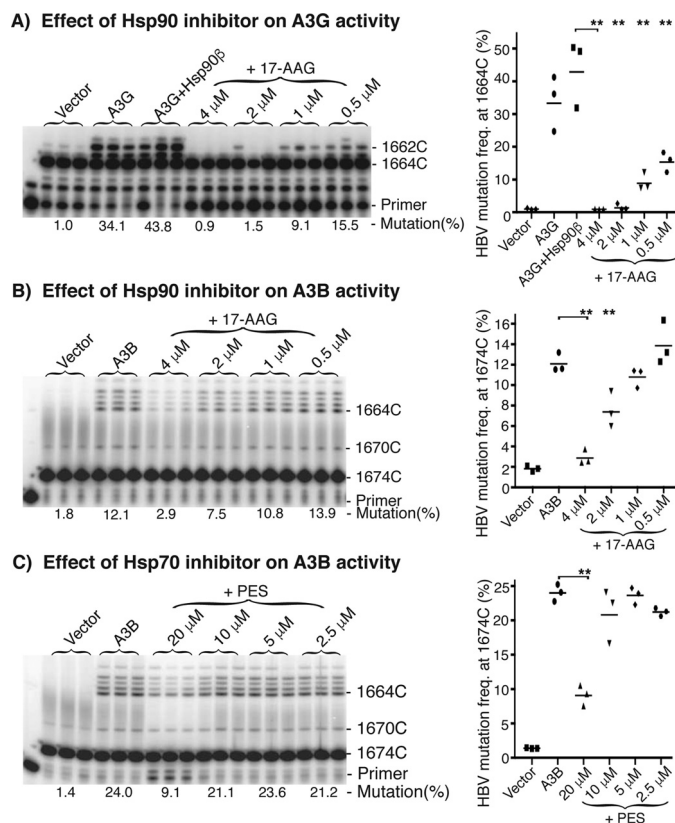 A) Effect of Hsp90 inhibitor on A3G activity
+ 17-AAG
Vector
A3G
A3G+Hsp90β
4 μM
2 μM
1 μM
0.5 μM
1662C
1664C
- Primer
- Mutation(%)
1.0 34.1 43.8 0.9 1.5 9.1 15.5
HBV mutation freq. at 1664C (%)
** ** ** **
60
50
40
30
20
10
0
Vector
A3G
A3G+Hsp90β
4 μM
2 μM
1 μM
0.5 μM
+ 17-AAG
B) Effect of Hsp90 inhibitor on A3B activity
+ 17-AAG
Vector
A3B
4 μM
2 μM
1 μM
0.5 μM
1664C
1670C
1674C
- Primer
- Mutation(%)
1.8 12.1 2.9 7.5 10.8 13.9
HBV mutation freq. at 1674C (%)
** **
16
14
12
10
8
6
4
2
0
Vector
A3B
4 μM
2 μM
1 μM
0.5 μM
+ 17-AAG
C) Effect of Hsp70 inhibitor on A3B activity
+ PES
Vector
A3B
20 μM
10 μM
5 μM
2.5 μM
1664C
1670C
1674C
- Primer
- Mutation(%)
1.4 24.0 9.1 21.1 23.6 21.2
HBV mutation freq. at 1674C (%)
**
25
20
15
10
5
0
Vector
A3B
20 μM
10 μM
5 μM
2.5 μM
+ PES